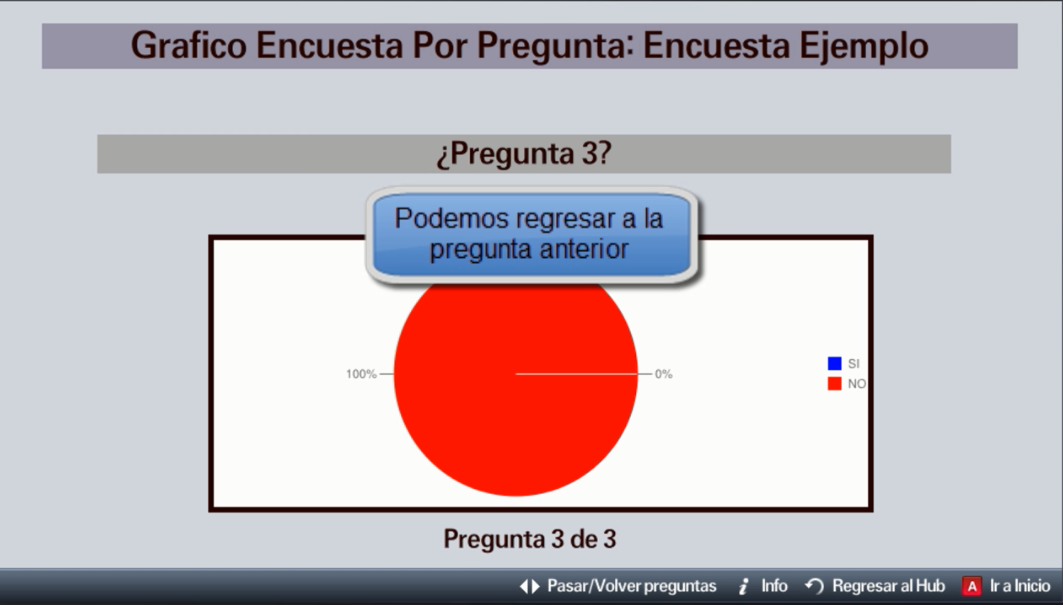 Grafico Encuesta Por Pregunta: Encuesta Ejemplo
¿Pregunta 3?
Podemos regresar a la
pregunta anterior
100%
0%
SI
NO
Pregunta 3 de 3
Pasar/Volver preguntas i Info Regresar al Hub A Ir a Inicio